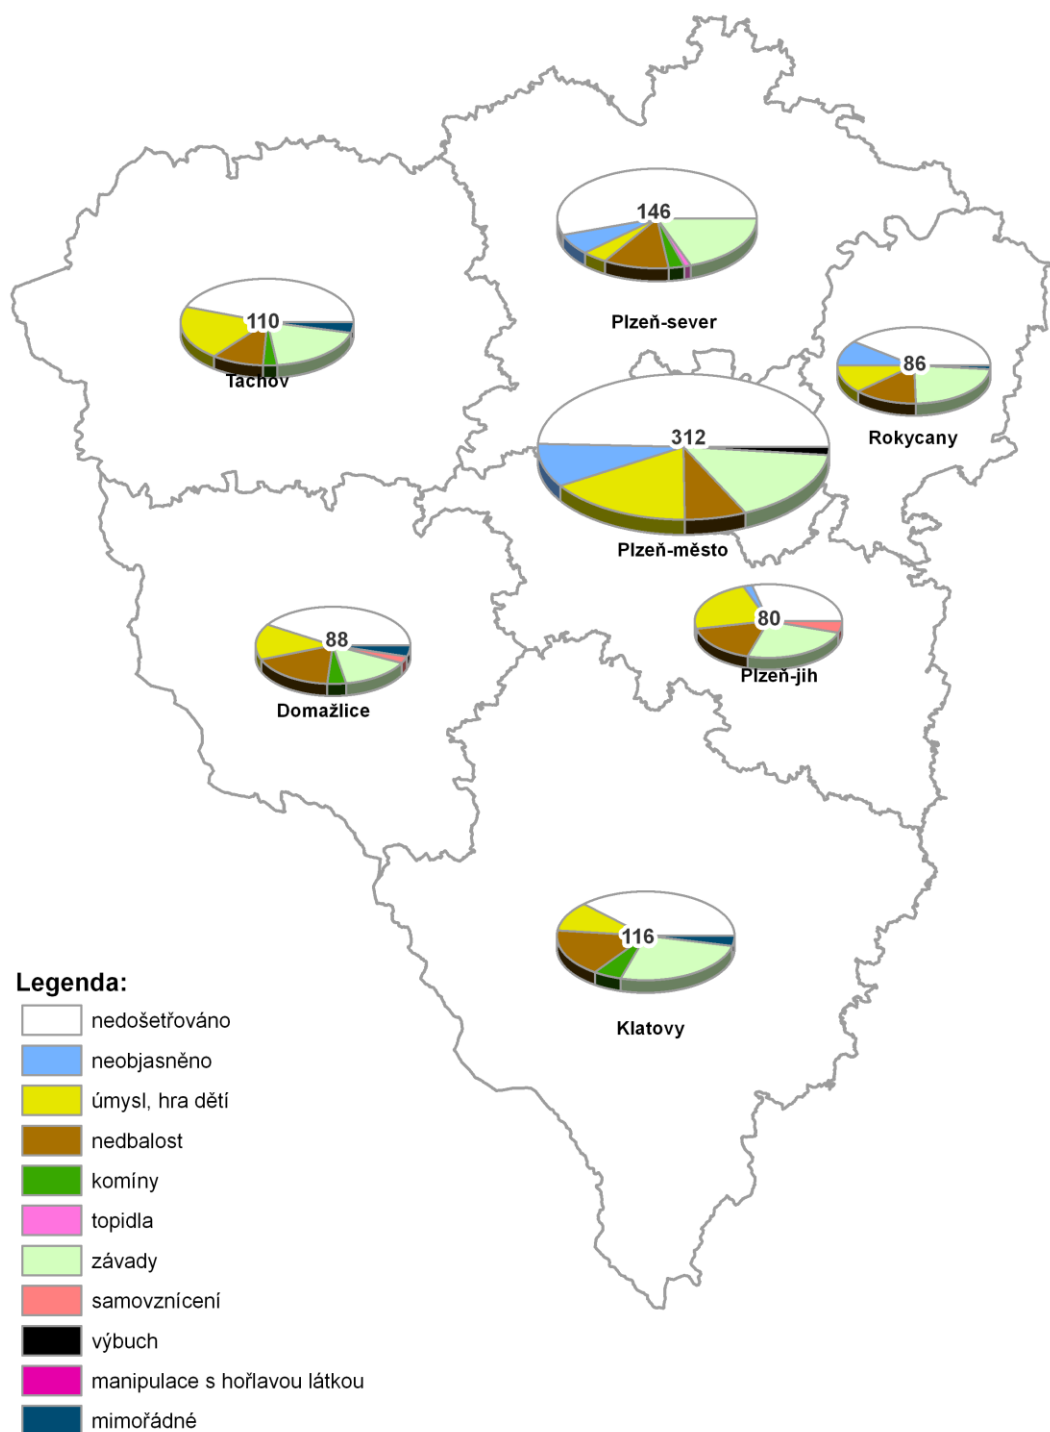 146
Plzeň-sever
110
Tachov
86
Rokycany
312
Plzeň-město
80
Plzeň-jih
88
Domažlice
116
Klatovy
Legenda:
nedošetřováno
neobjasněno
úmysl, hra dětí
nedbalost
komíny
topidla
závady
samovznícení
výbuch
manipulace s hořlavou látkou
mimořádné